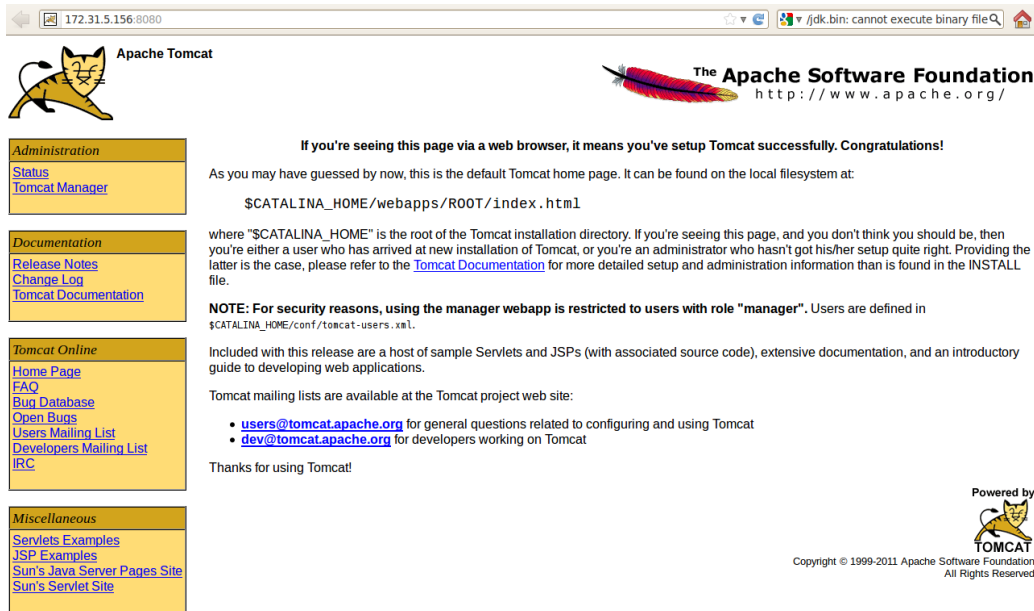 172.31.5.156:8080
/jdk.bin: cannot execute binary file
Apache Tomcat
The Apache Software Foundation
http://www.apache.org/
Administration
Status
Tomcat Manager
Documentation
Release Notes
Change Log
Tomcat Documentation
Tomcat Online
Home Page
FAQ
Bug Database
Open Bugs
Users Mailing List
Developers Mailing List
IRC
Miscellaneous
Servlets Examples
JSP Examples
Sun's Java Server Pages Site
Sun's Servlet Site
If you're seeing this page via a web browser, it means you've setup Tomcat successfully. Congratulations!
As you may have guessed by now, this is the default Tomcat home page. It can be found on the local filesystem at:
$CATALINA_HOME/webapps/ROOT/index.html
where "$CATALINA_HOME" is the root of the Tomcat installation directory. If you're seeing this page, and you don't think you should be, then
you're either a user who has arrived at new installation of Tomcat, or you're an administrator who hasn't got his/her setup quite right. Providing the
latter is the case, please refer to the Tomcat Documentation for more detailed setup and administration information than is found in the INSTALL
file.
NOTE: For security reasons, using the manager webapp is restricted to users with role "manager". Users are defined in
$CATALINA_HOME/conf/tomcat-users.xml.
Included with this release are a host of sample Servlets and JSPs (with associated source code), extensive documentation, and an introductory
guide to developing web applications.
Tomcat mailing lists are available at the Tomcat project web site:
• users@tomcat.apache.org for general questions related to configuring and using Tomcat
• dev@tomcat.apache.org for developers working on Tomcat
Thanks for using Tomcat!
Powered by
TOMCAT
Copyright © 1999-2011 Apache Software Foundation
All Rights Reserved